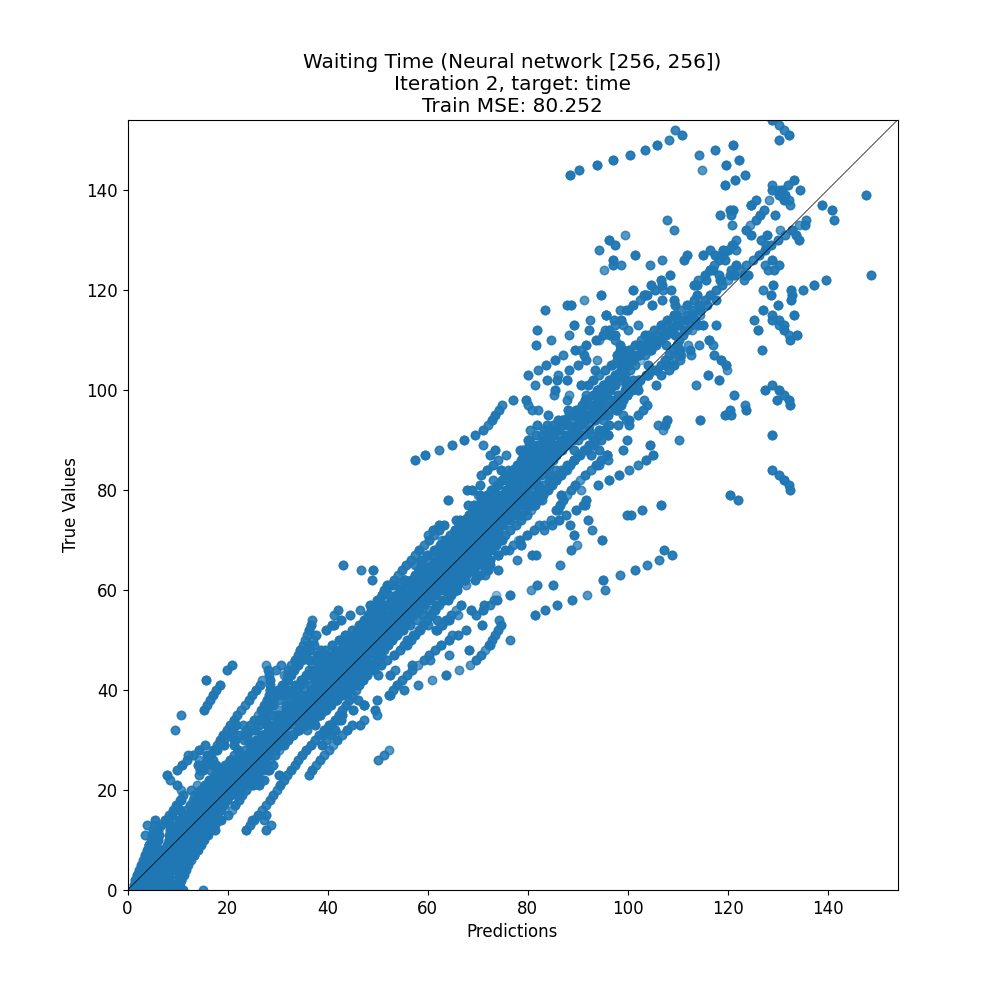 Waiting Time (Neural network [256, 256])
Iteration 2, target: time
Train MSE: 80.252
140
120
100
80
60
40
20
0
True Values
0 20 40 60 80 100 120 140
Predictions